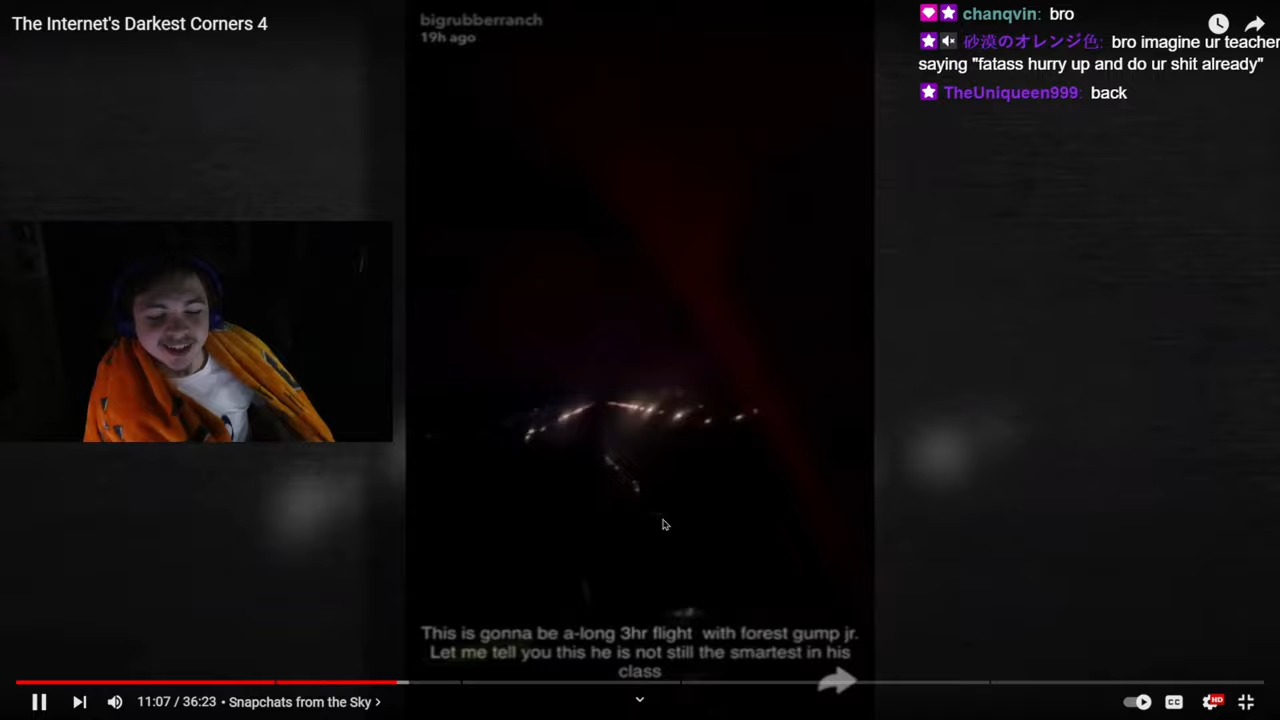 The Internet's Darkest Corners 4
bigrubberranch
19h ago
chanqvin: bro
砂漠のオレンジ色: bro imagine ur teacher
saying "fatass hurry up and do ur shit already"
TheUniqueen999: back
This is gonna be a-long 3hr flight with forest gump jr.
Let me tell you this he is not still the smartest in his
class
11:07 / 36:23 • Snapchats from the Sky >
CC
HD